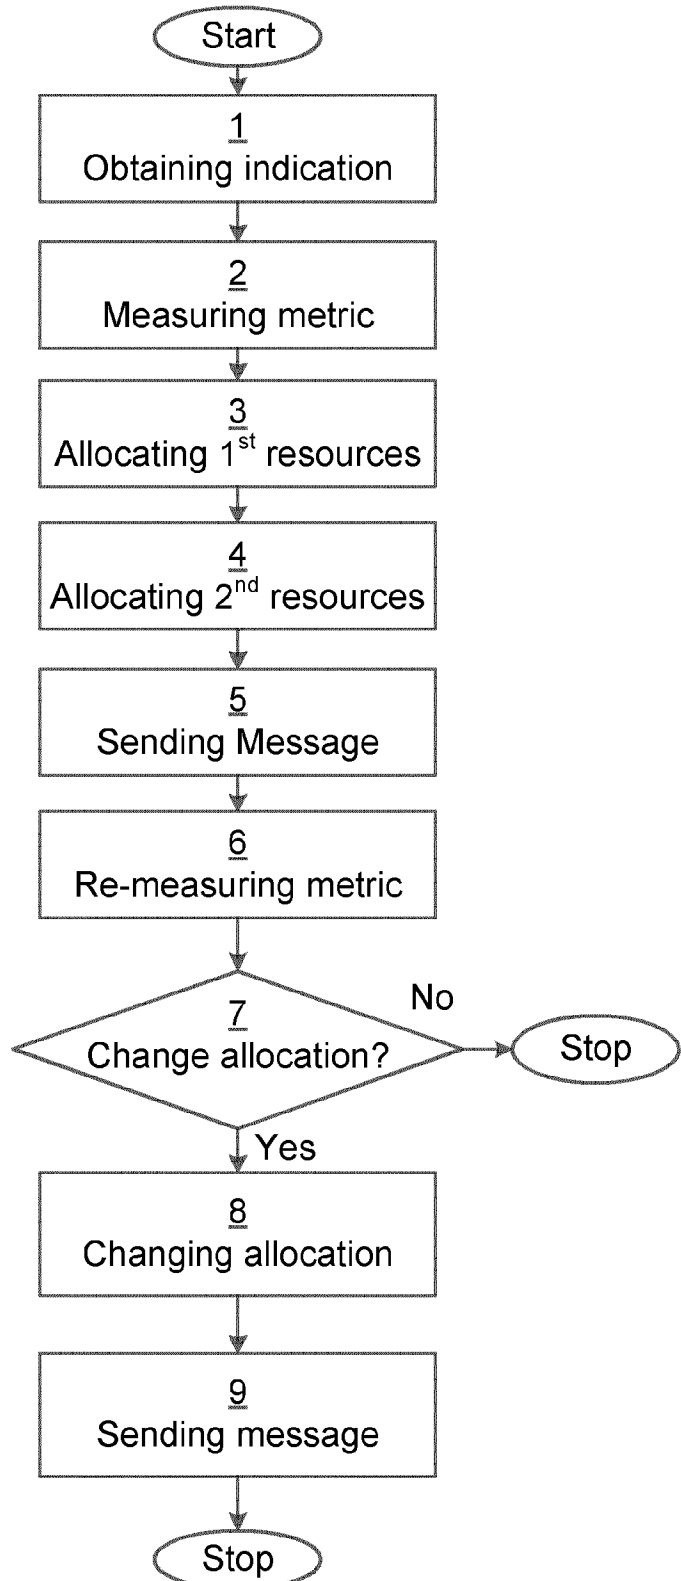 Start
1
Obtaining indication
2
Measuring metric
3
Allocating 1st resources
4
Allocating 2nd resources
5
Sending Message
6
Re-measuring metric
7
Change allocation?
No
Stop
Yes
8
Changing allocation
9
Sending message
Stop